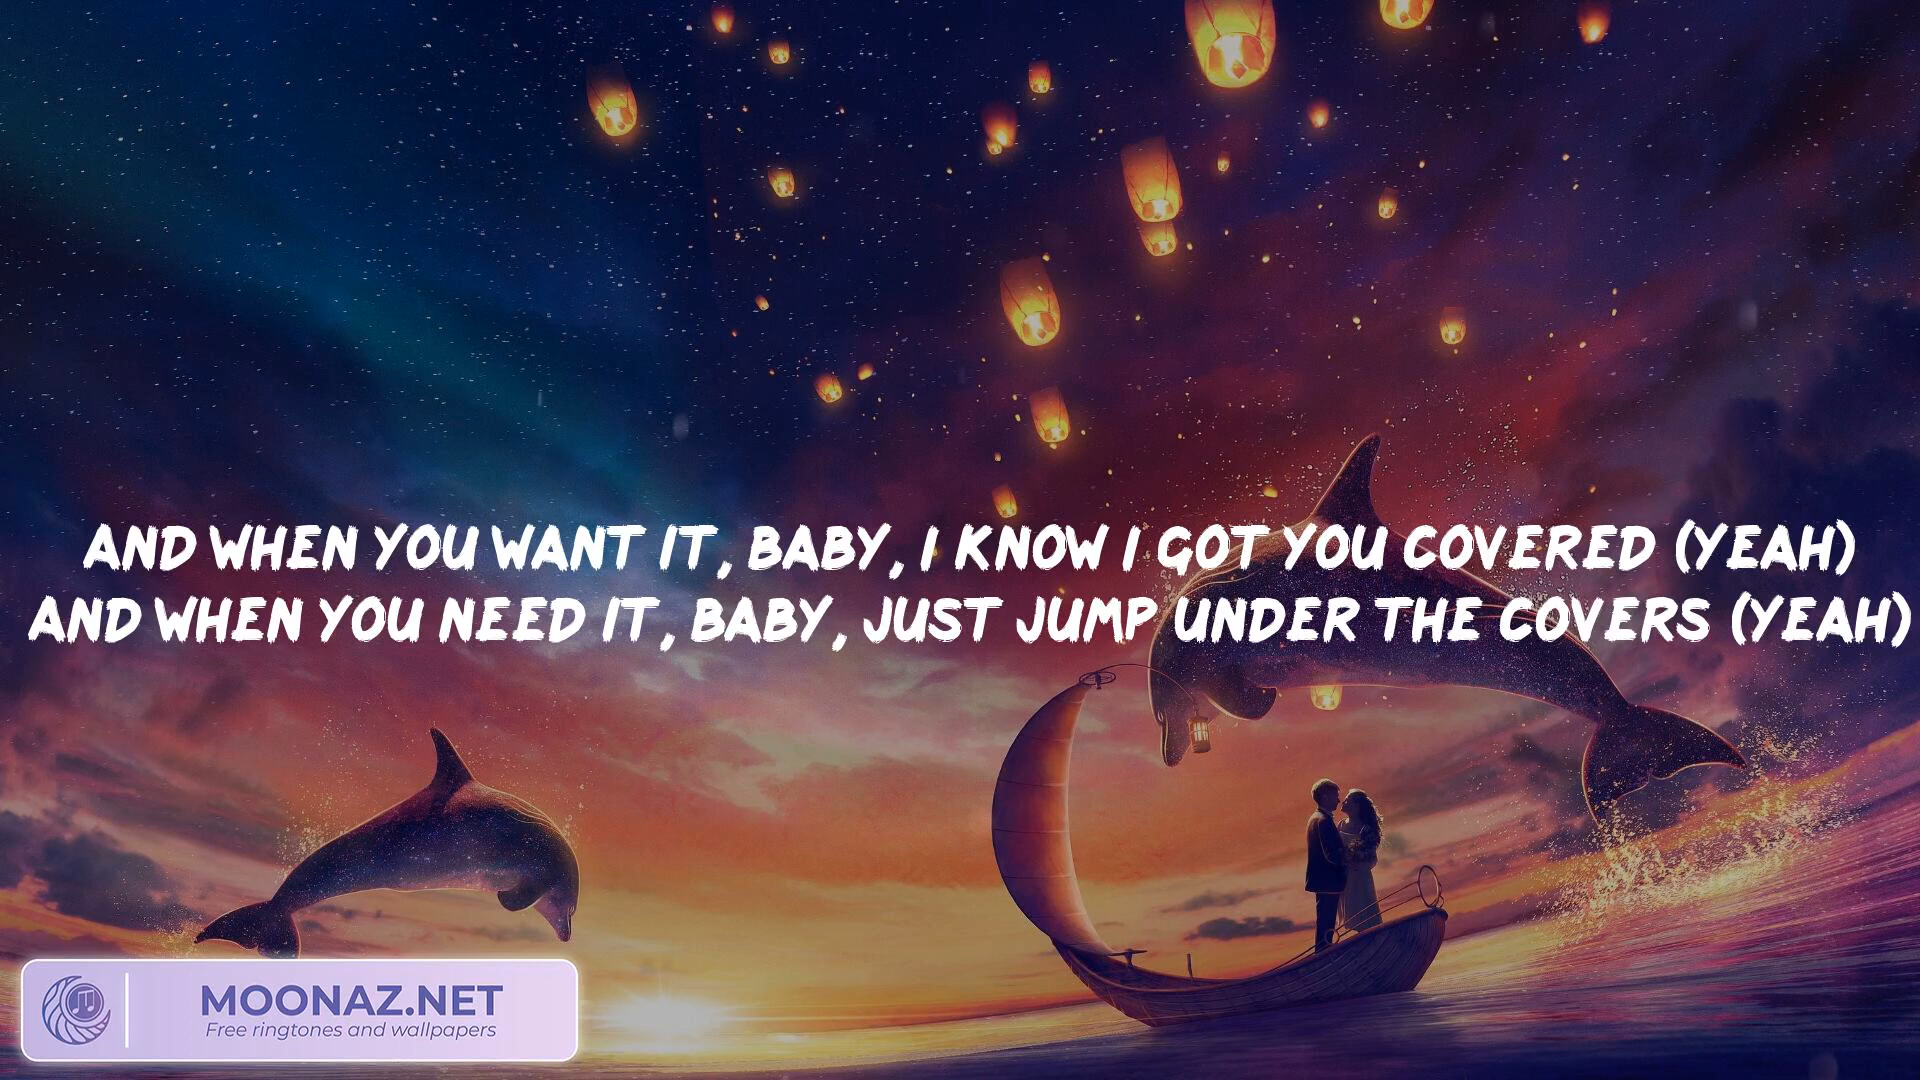 AND WHEN YOU WANT IT, BABY, I KNOW I GOT YOU COVERED (YEAH)
AND WHEN YOU NEED IT, BABY, JUST JUMP UNDER THE COVERS (YEAH)
MOONAZ.NET
Free ringtones and wallpapers